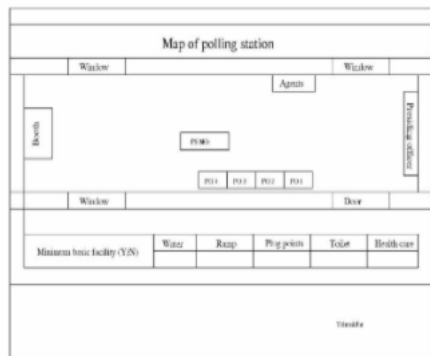 Map of polling station
Window Window
Agents
Booth
Presiding officer
PO4 PO3 PO2 PO1
Window Door
Minimum basic facility (Y/N) Water Ramp Plug points Toilet Health care